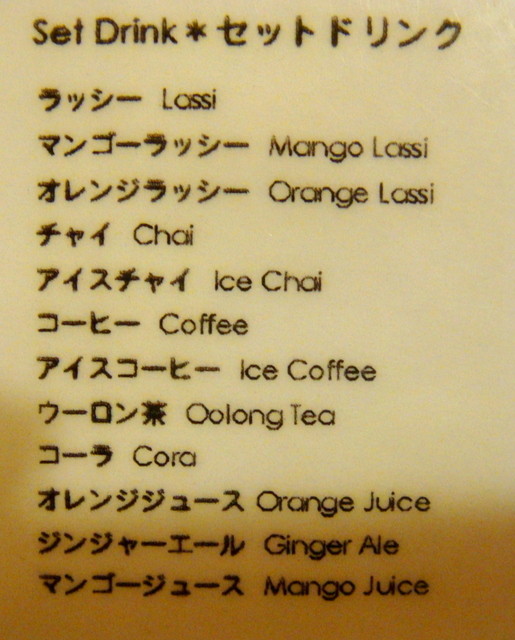 Set Drink＊セットドリンク
ラッシー Lassi
マンゴーラッシー Mango Lassi
オレンジラッシー Orange Lassi
チャイ Chai
アイスチャイ Ice Chai
コーヒー Coffee
アイスコーヒー Ice Coffee
ウーロン茶 Oolong Tea
コーラ Cora
オレンジジュース Orange Juice
ジンジャーエール Ginger Ale
マンゴージュース Mango Juice